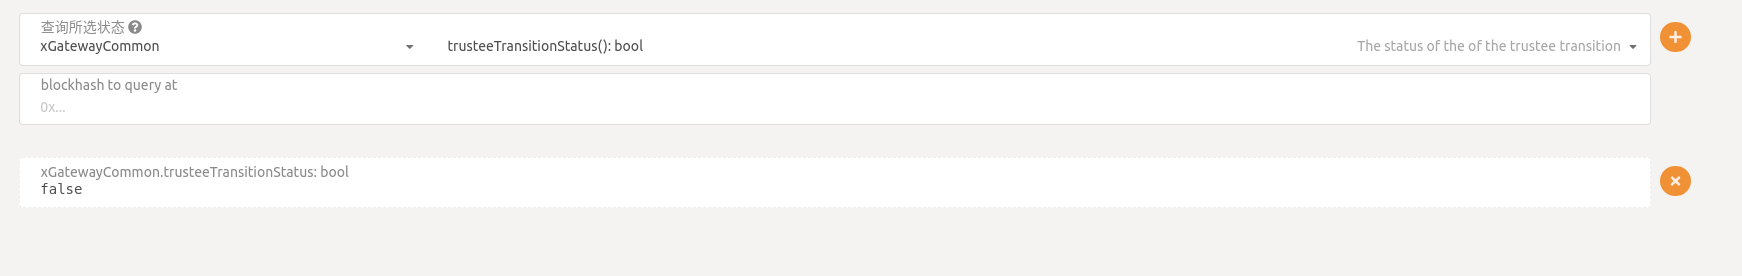 查询所选状态 ?
xGatewayCommon trusteeTransitionStatus(): bool The status of the of the trustee transition
blockhash to query at
0x...
xGatewayCommon.trusteeTransitionStatus: bool
false